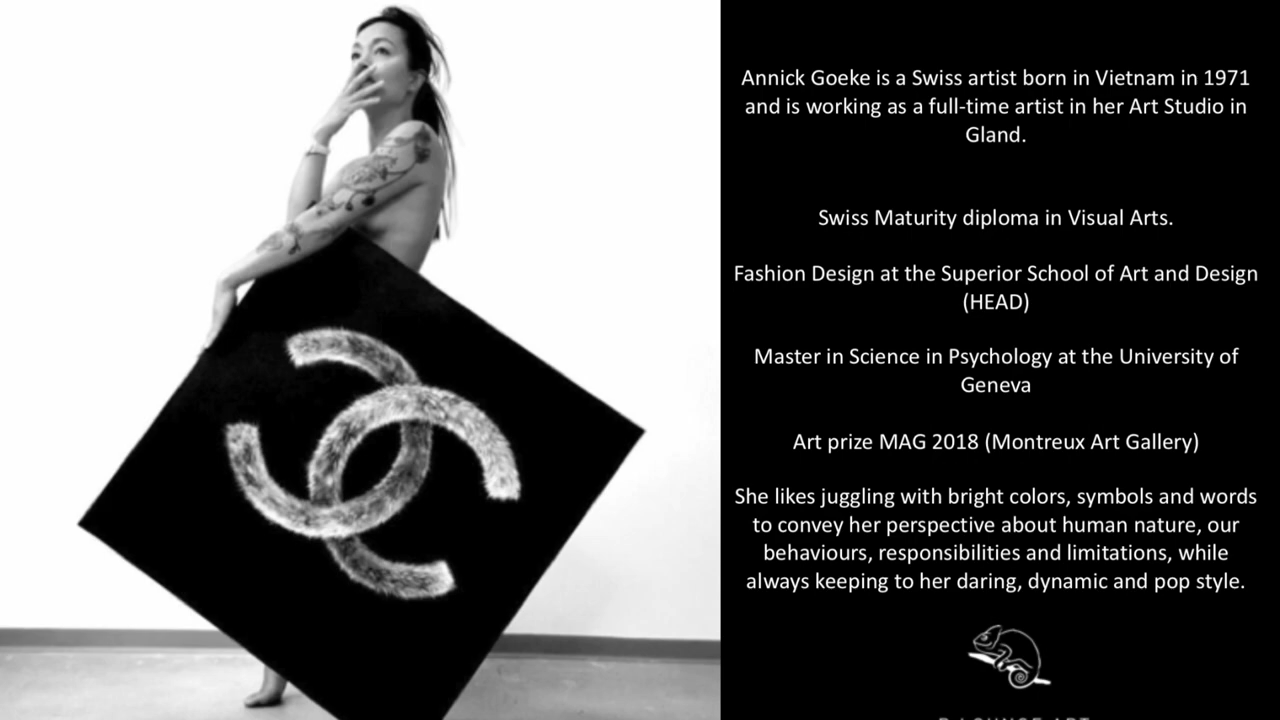 Annick Goeke is a Swiss artist born in Vietnam in 1971
and is working as a full-time artist in her Art Studio in
Gland.
Swiss Maturity diploma in Visual Arts.
Fashion Design at the Superior School of Art and Design
(HEAD)
Master in Science in Psychology at the University of
Geneva
Art prize MAG 2018 (Montreux Art Gallery)
She likes juggling with bright colors, symbols and words
to convey her perspective about human nature, our
behaviours, responsibilities and limitations, while
always keeping to her daring, dynamic and pop style.